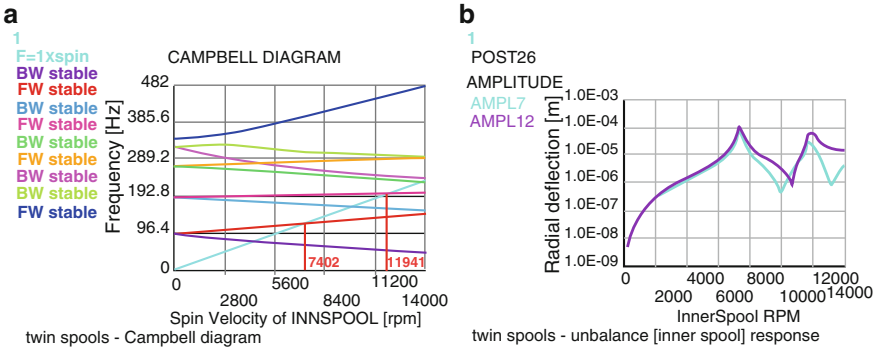 a
1
F=1xspin
BW stable
FW stable
BW stable
FW stable
BW stable
FW stable
BW stable
BW stable
FW stable
CAMPBELL DIAGRAM
Frequency [Hz]
482
385.6
289.2
192.8
96.4
0
7402
11941
0
5600
11200
2800
8400
14000
Spin Velocity of INNSPOOL [rpm]
twin spools - Campbell diagram
b
1
POST26
AMPLITUDE
AMPL7
AMPL12
Radial deflection [m]
1.0E-03
1.0E-04
1.0E-05
1.0E-06
1.0E-07
1.0E-08
1.0E-09
0
4000
8000
12000
2000
6000
10000
14000
InnerSpool RPM
twin spools - unbalance [inner spool] response